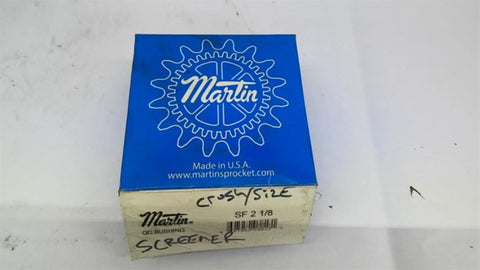 Martin
Made in U.S.A.
www.martinsprocket.com
Crush/Size
Martin®
SF 2 1/8
QD BUSHING
SCREENER